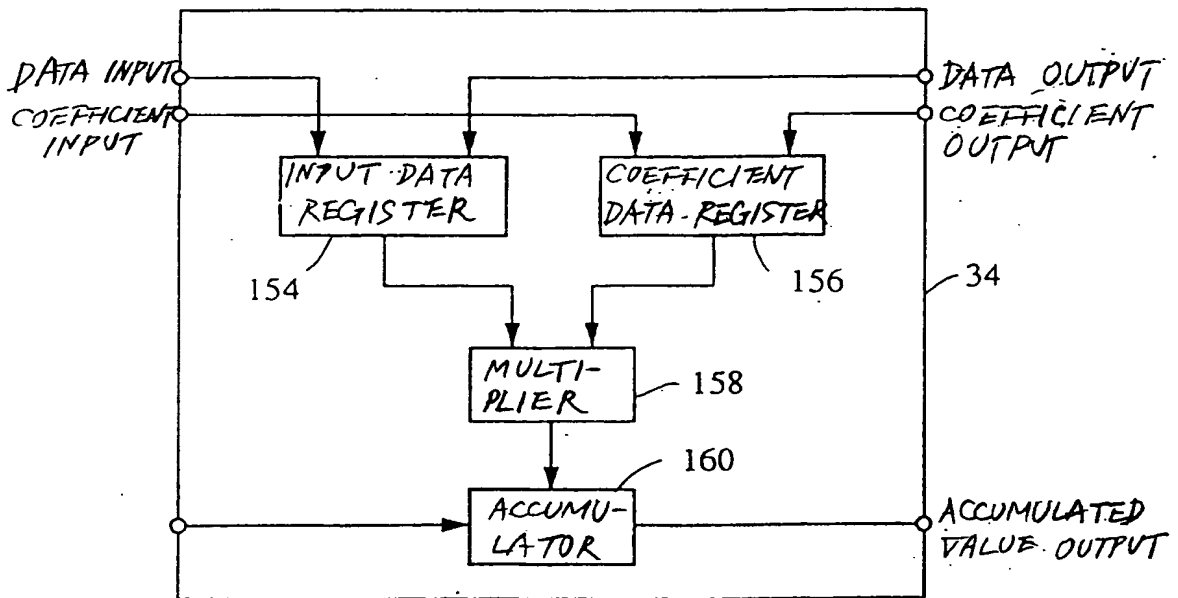 DATA INPUT
COEFFICIENT
INPUT
DATA OUTPUT
COEFFICIENT
OUTPUT
INPUT DATA
REGISTER
COEFFICIENT
DATA REGISTER
154
156
34
MULTI-
PLIER
158
160
ACCUMU-
LATOR
ACCUMULATED
VALUE OUTPUT